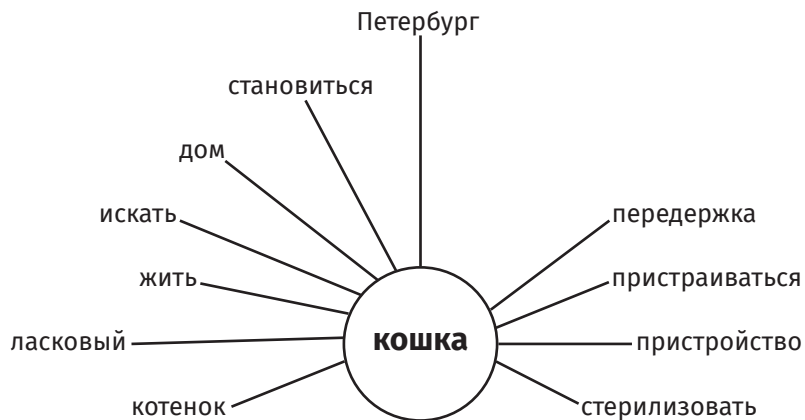 Петербург
становиться
дом
искать
передержка
жить
пристраиваться
кошка
ласковый
пристройство
котенок
стерилизовать